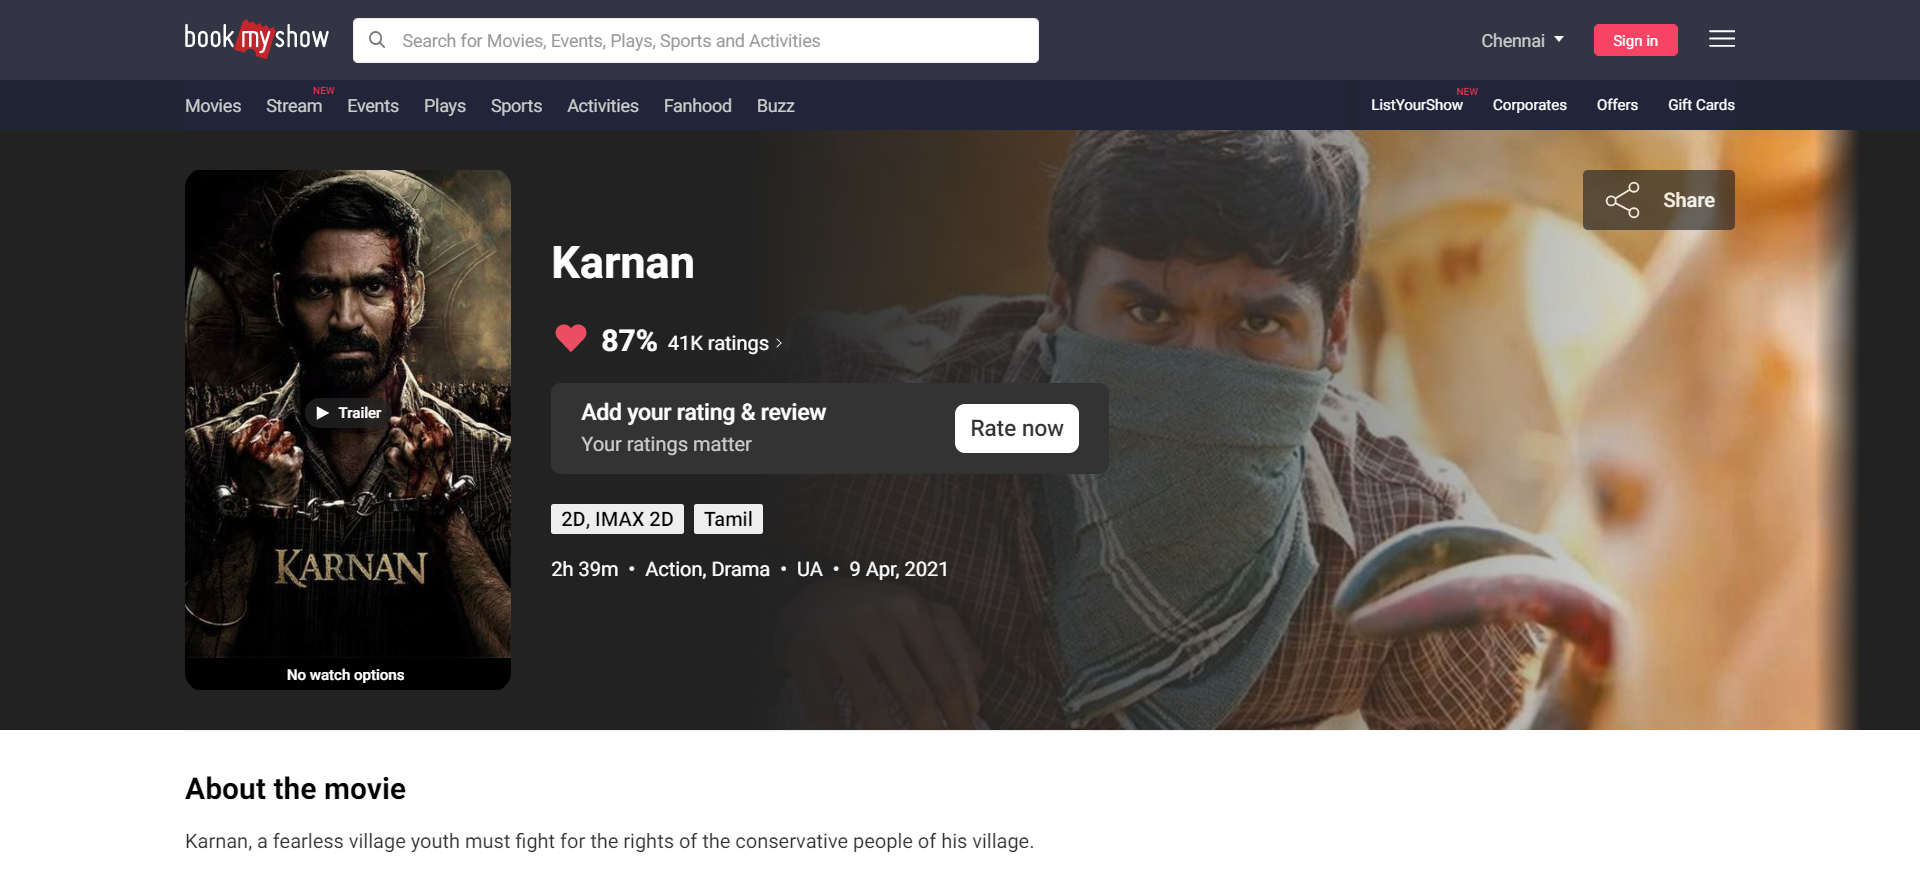 bookmyshow
Search for Movies, Events, Plays, Sports and Activities
Chennai
Sign in
Movies
Stream
NEW
Events
Plays
Sports
Activities
Fanhood
Buzz
ListYourShow
NEW
Corporates
Offers
Gift Cards
Trailer
KARNAN
No watch options
Share
Karnan
87% 41K ratings
Add your rating & review
Your ratings matter
Rate now
2D, IMAX 2D
Tamil
2h 39m • Action, Drama • UA • 9 Apr, 2021
About the movie
Karnan, a fearless village youth must fight for the rights of the conservative people of his village.